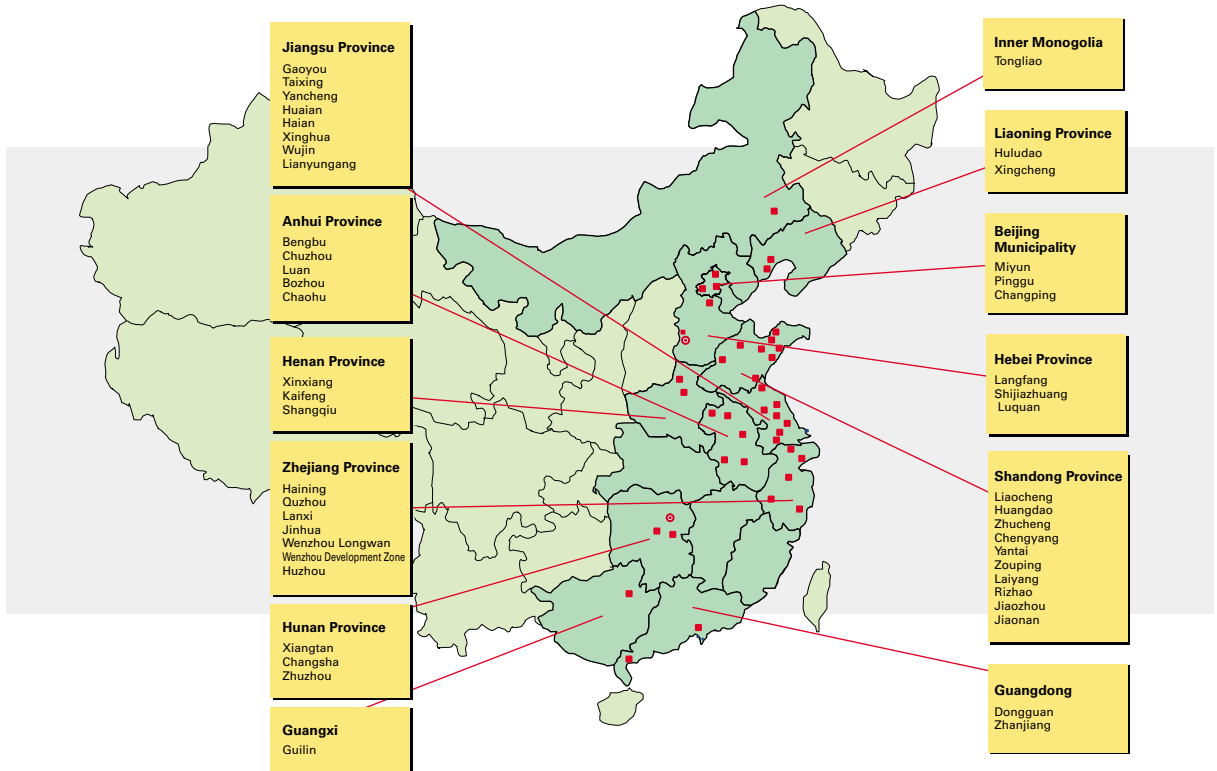 Jiangsu Province
Gaoyou
Taixing
Yancheng
Huaian
Haian
Xinghua
Wujin
Lianyungang
Anhui Province
Bengbu
Chuzhou
Luan
Bozhou
Chaohu
Henan Province
Xinxiang
Kaifeng
Shangqiu
Zhejiang Province
Haining
Quzhou
Lanxi
Jinhua
Wenzhou Longwan
Wenzhou Development Zone
Huzhou
Hunan Province
Xiangtan
Changsha
Zhuzhou
Guangxi
Guilin
Inner Monogolia
Tongliao
Liaoning Province
Huludao
Xingcheng
Beijing
Municipality
Miyun
Pinggu
Changping
Hebei Province
Langfang
Shijiazhuang
Luquan
Shandong Province
Liaocheng
Huangdao
Zhucheng
Chengyang
Yantai
Zouping
Laiyang
Rizhao
Jiaozhou
Jiaonan
Guangdong
Dongguan
Zhanjiang